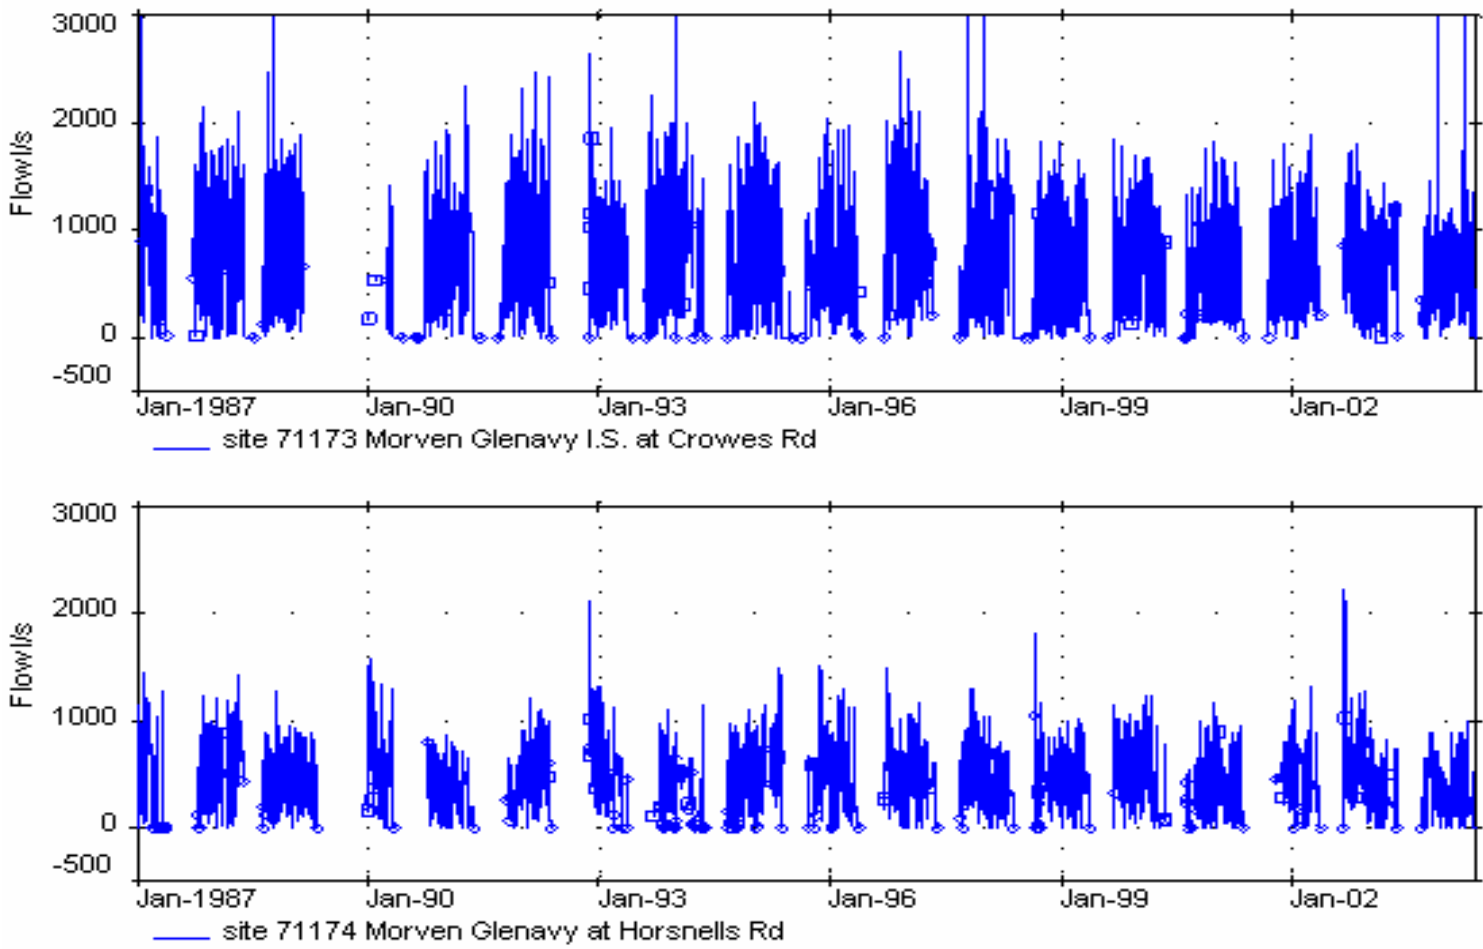 3000
2000
1000
0
-500
Flow l/s
Jan-1987 Jan-90 Jan-93 Jan-96 Jan-99 Jan-02
site 71173 Morven Glenavy I.S. at Crowes Rd
3000
2000
1000
0
-500
Flow l/s
Jan-1987 Jan-90 Jan-93 Jan-96 Jan-99 Jan-02
site 71174 Morven Glenavy at Horsnells Rd